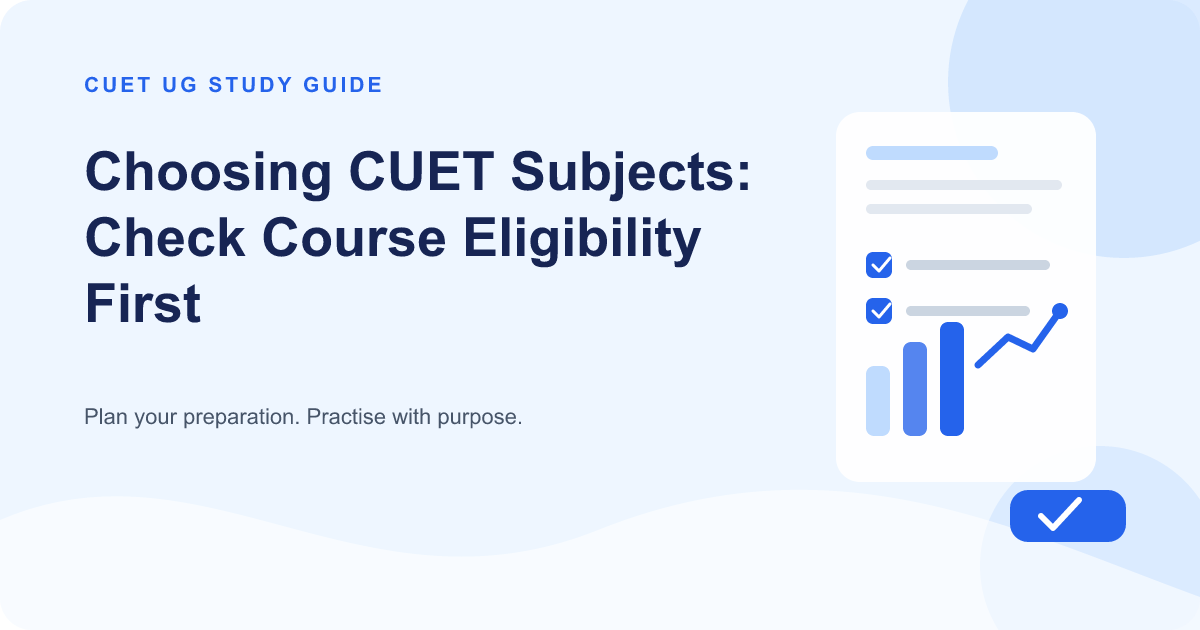 CUET UG STUDY GUIDE
Choosing CUET Subjects:
Check Course Eligibility
First
Plan your preparation. Practise with purpose.